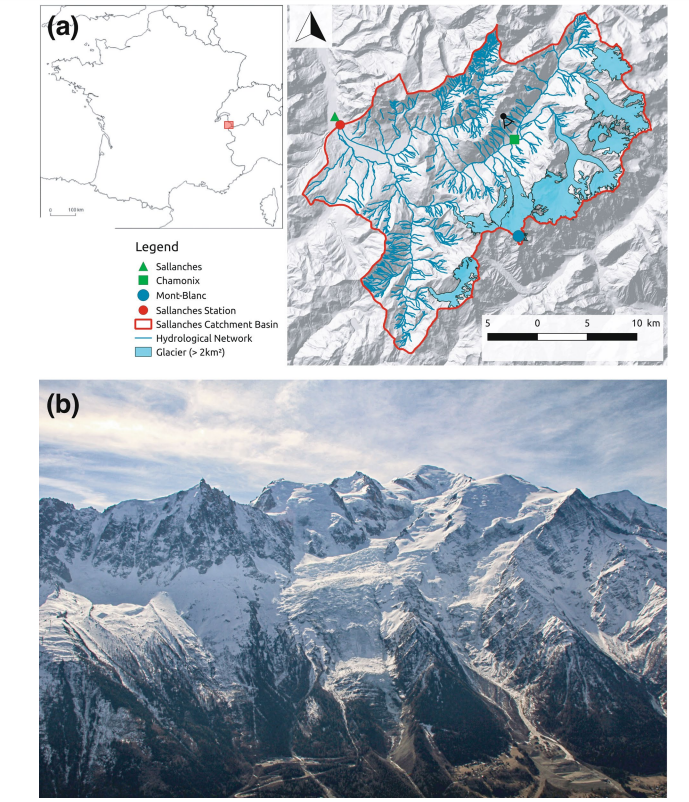 (a)
0 100 km
Legend
Sallanches
Chamonix
Mont-Blanc
Sallanches Station
Sallanches Catchment Basin
Hydrological Network
Glacier (> 2km²)
5 0 5 10 km
(b)